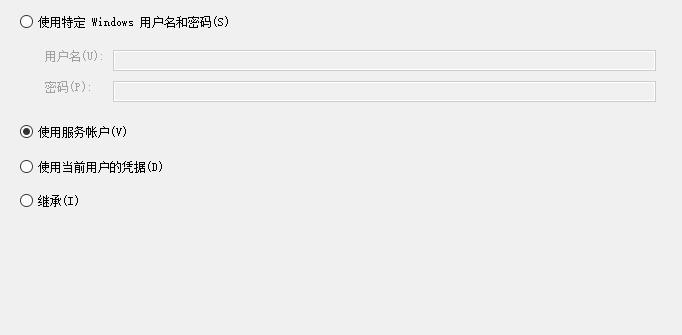 使用特定 Windows 用户名和密码(S)
用户名(U):
密码(P):
使用服务帐户(V)
使用当前用户的凭据(D)
继承(I)